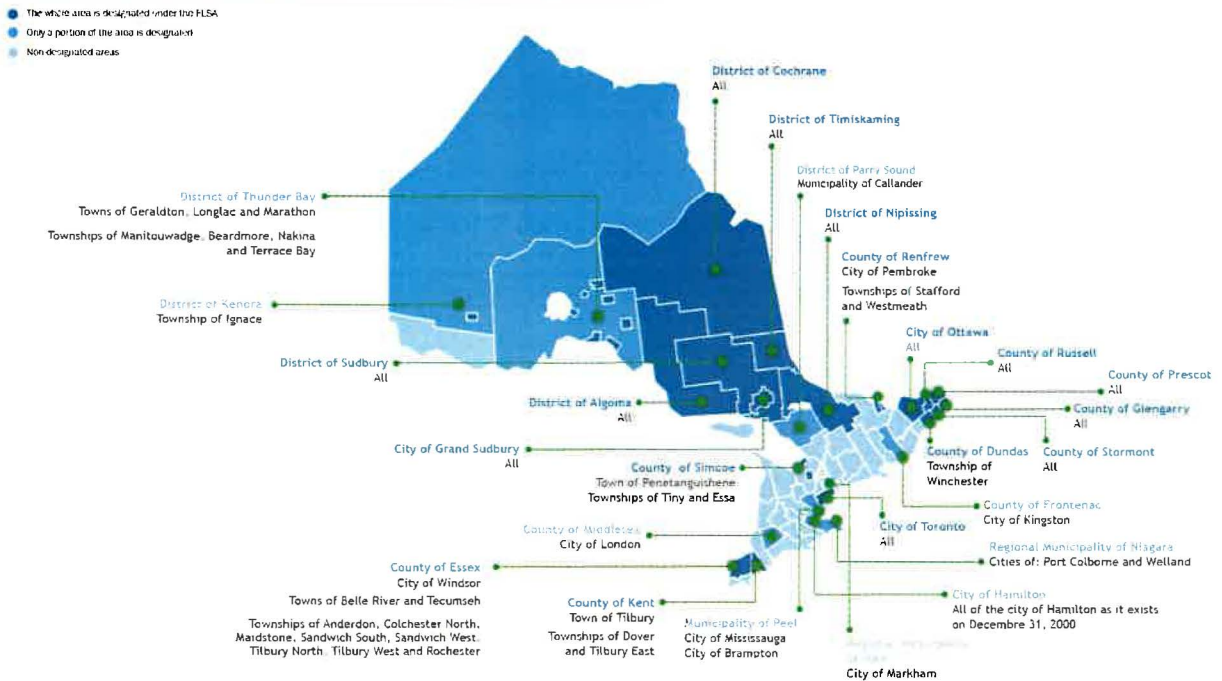 The whole area is designated under the FLSA
Only a portion of the area is designated
Non designated areas
District of Cochrane
All
District of Timiskaming
All
District of Parry Sound
Municipality of Callander
District of Nipissing
All
County of Renfrew
City of Pembroke
Townships of Stafford
and Westmeath
City of Ottawa
All
County of Russell
All
County of Prescot
All
County of Glengarry
All
County of Dundas
Township of
Winchester
County of Stormont
All
County of Frontenac
City of Kingston
City of Toronto
All
Regional Municipality of Niagara
Cities of: Port Colborne and Welland
City of Hamilton
All of the city of Hamilton as it exists
on Decembre 31, 2000
City of Markham
Municipality of Peel
City of Mississauga
City of Brampton
County of Kent
Town of Tilbury
Townships of Dover
and Tilbury East
County of Essex
City of Windsor
Towns of Belle River and Tecumseh
Townships of Anderdon, Colchester North,
Maidstone, Sandwich South, Sandwich West,
Tilbury North, Tilbury West and Rochester
County of Middlesex
City of London
County of Simcoe
Town of Penetanguishene
Townships of Tiny and Essa
City of Grand Sudbury
All
District of Algoma
All
District of Sudbury
All
District of Kenora
Township of Ignace
District of Thunder Bay
Towns of Geraldton, Longlac and Marathon
Townships of Manitouwadge, Beardmore, Nakina
and Terrace Bay